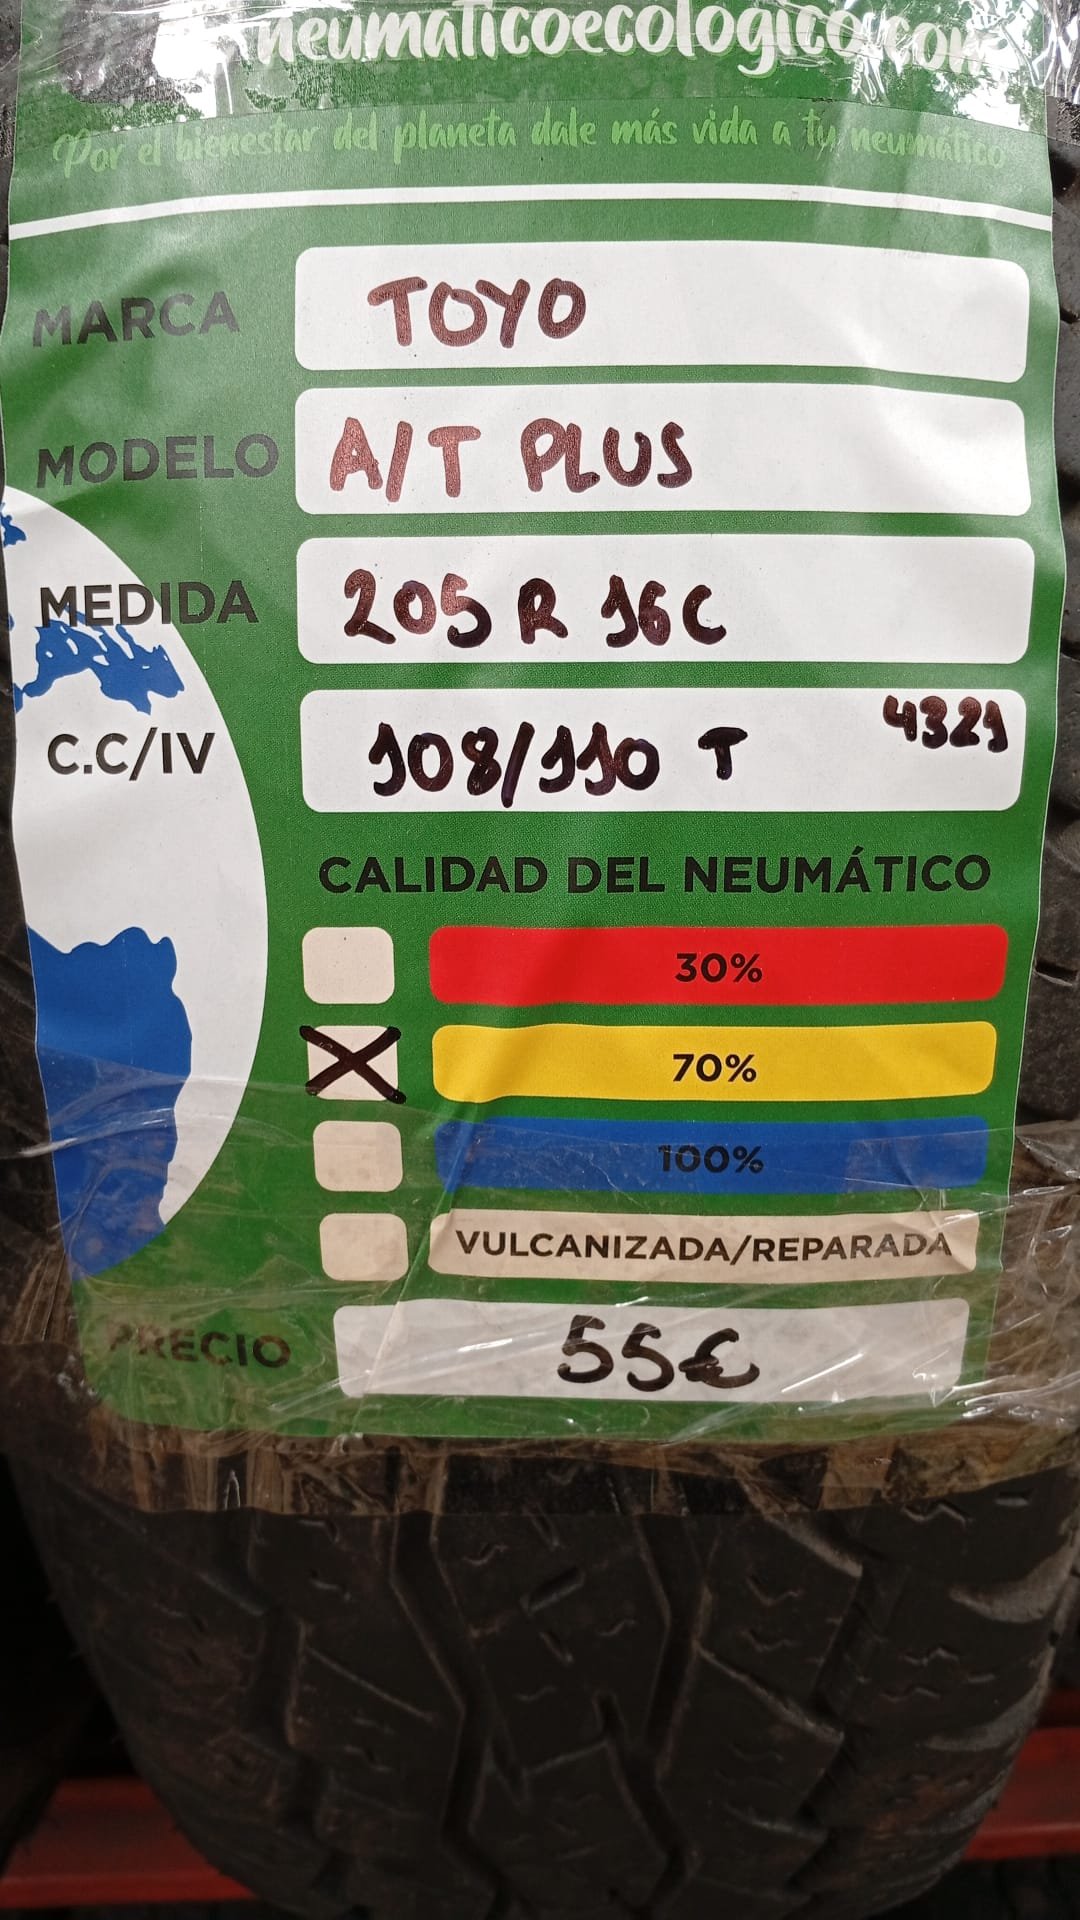 neumaticoecologico.com
Por el bienestar del planeta dale más vida a tu neumático
MARCA TOYO
MODELO A/T PLUS
MEDIDA 205 R 16C
C.C/IV 108/110 T 4321
CALIDAD DEL NEUMÁTICO
30%
X 70%
100%
VULCANIZADA/REPARADA
PRECIO 55€